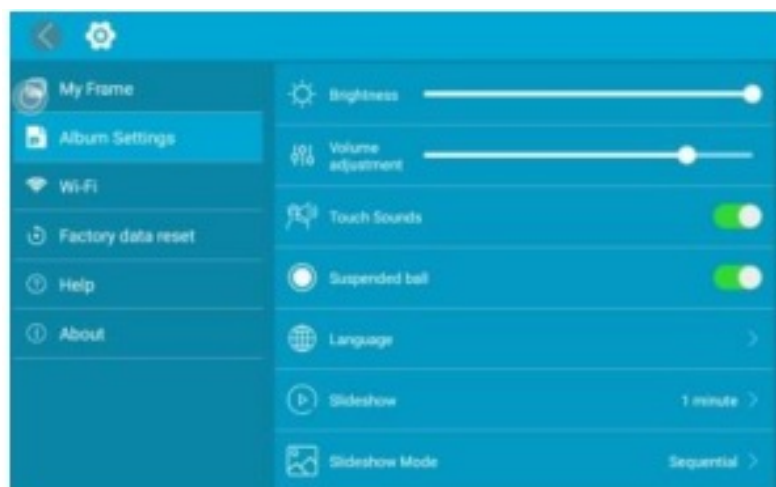 My Frame
Album Settings
Wi-Fi
Factory data reset
Help
About
Brightness
Volume
adjustment
Touch Sounds
Suspended ball
Language
Slideshow 1 minute
Slideshow Mode Sequential